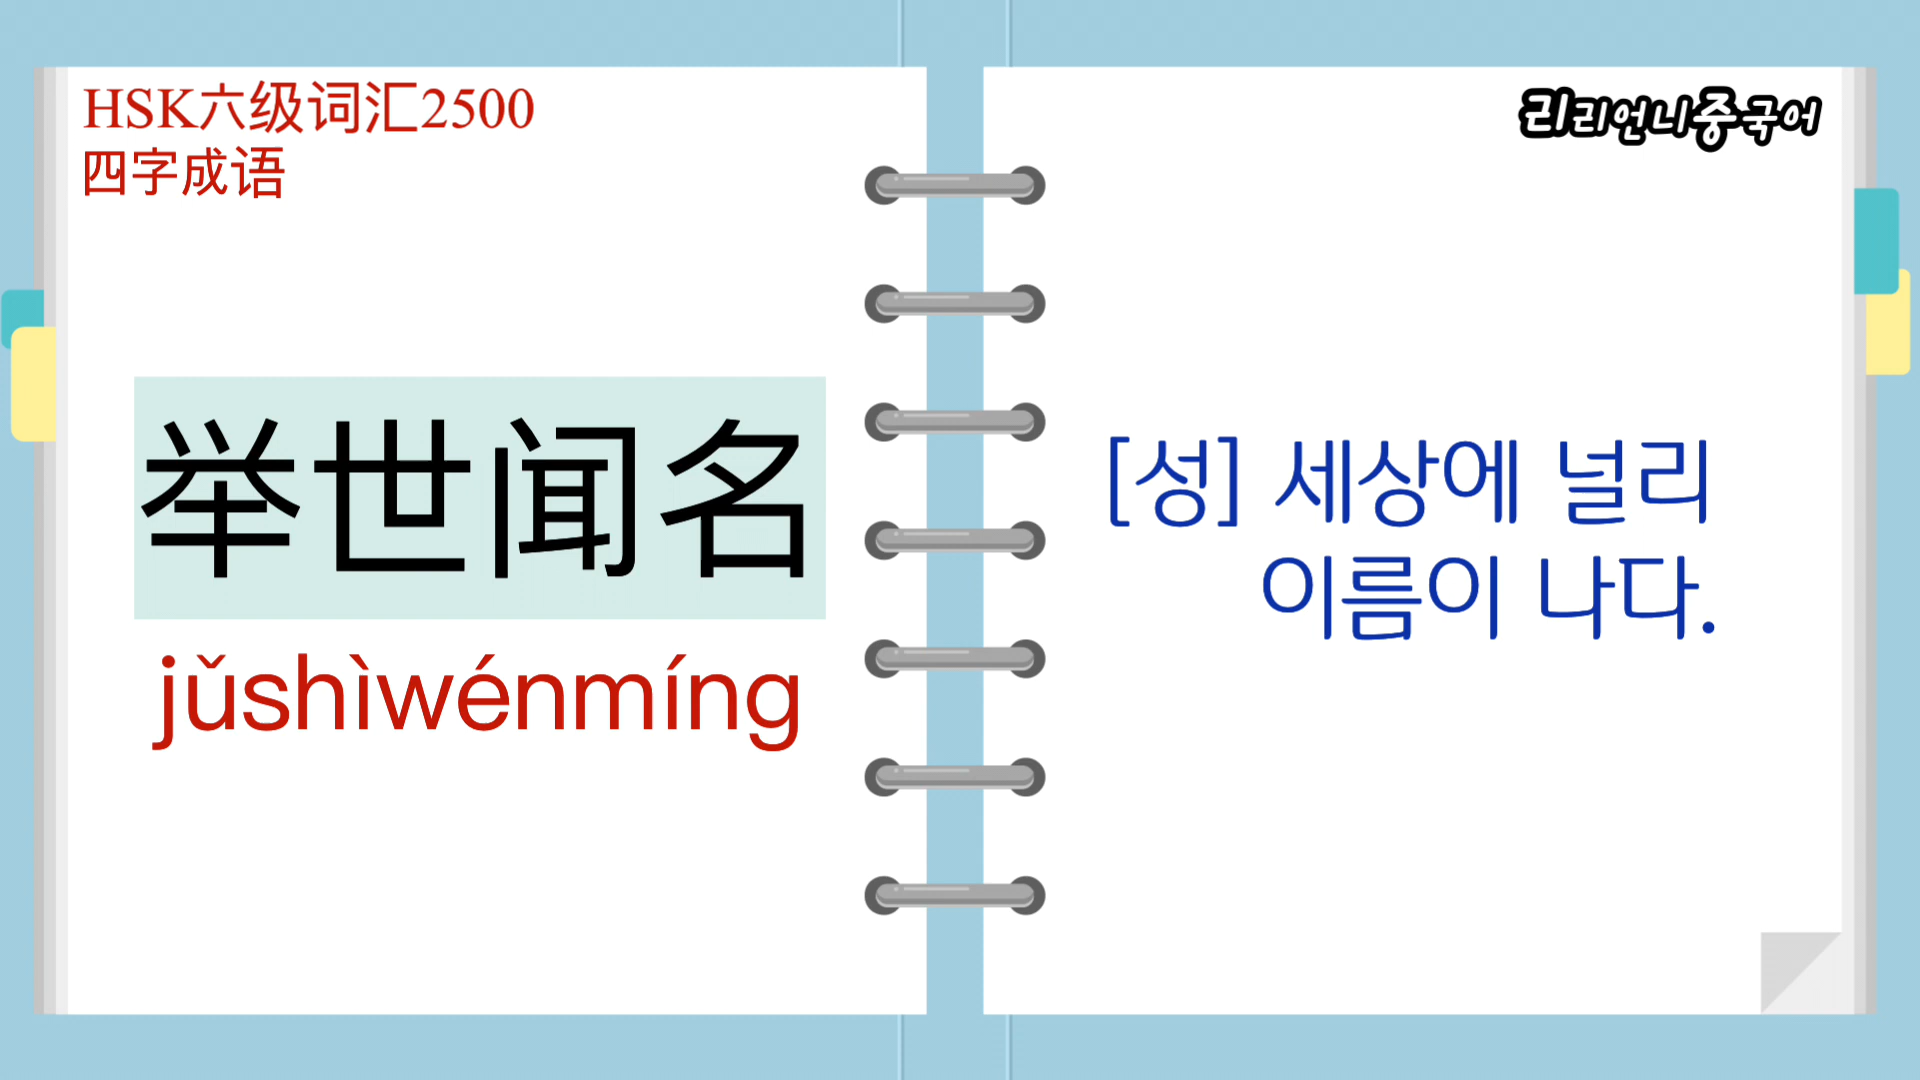 HSK六级词汇2500
四字成语
举世闻名
jǔshìwénmíng
리리언니중국어
[성] 세상에 널리
이름이 나다.